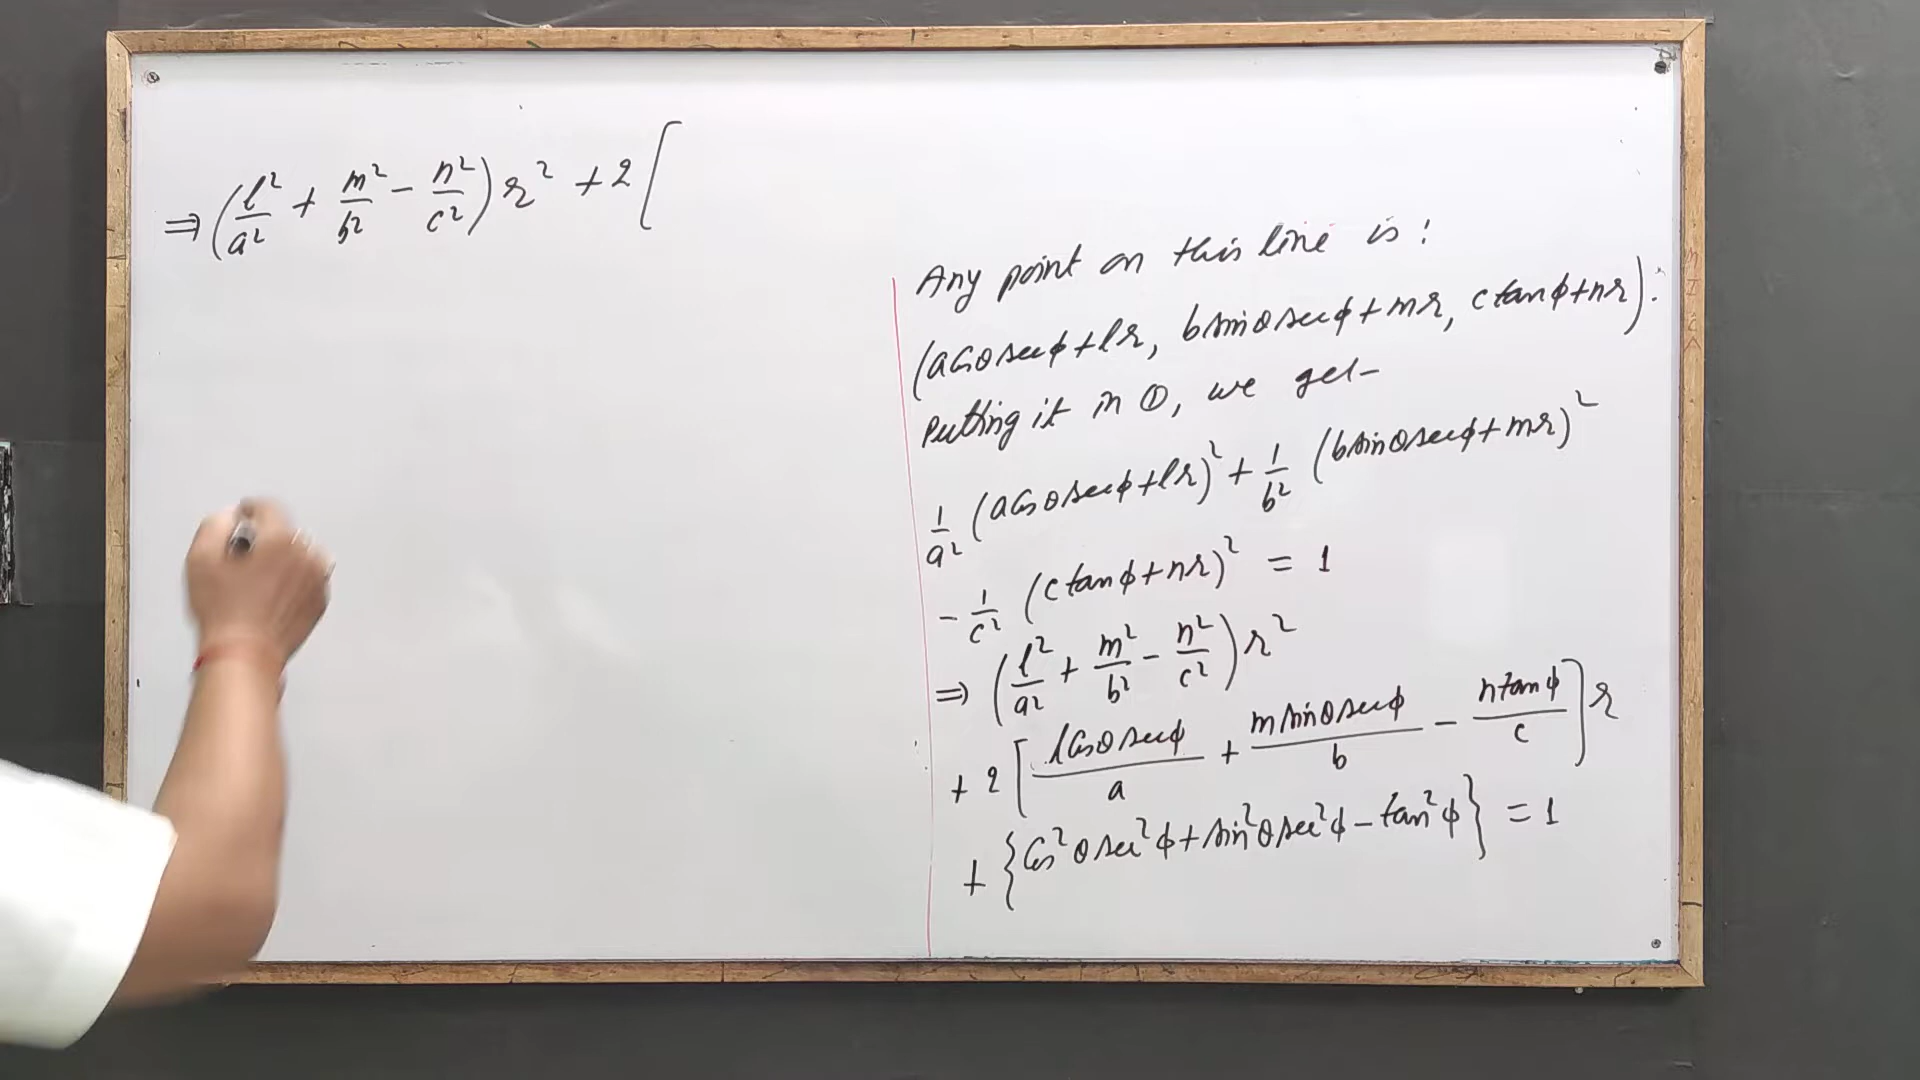 ⇒ (l²/a² + m²/b² − n²/c²) r² + 2 [
Any point on this line is :
(a Cosθ secϕ + lr, b sinθ secϕ + mr, c tanϕ + nr).
Putting it in ①, we get-
1/a² (a Cosθ secϕ + lr)² + 1/b² (b sinθ secϕ + mr)²
− 1/c² (c tanϕ + nr)² = 1
⇒ (l²/a² + m²/b² − n²/c²) r²
+ 2 [ l Cosθ secϕ/a + m sinθ secϕ/b − n tanϕ/c ] r
+ {Cos²θ sec²ϕ + sin²θ sec²ϕ − tan²ϕ} = 1